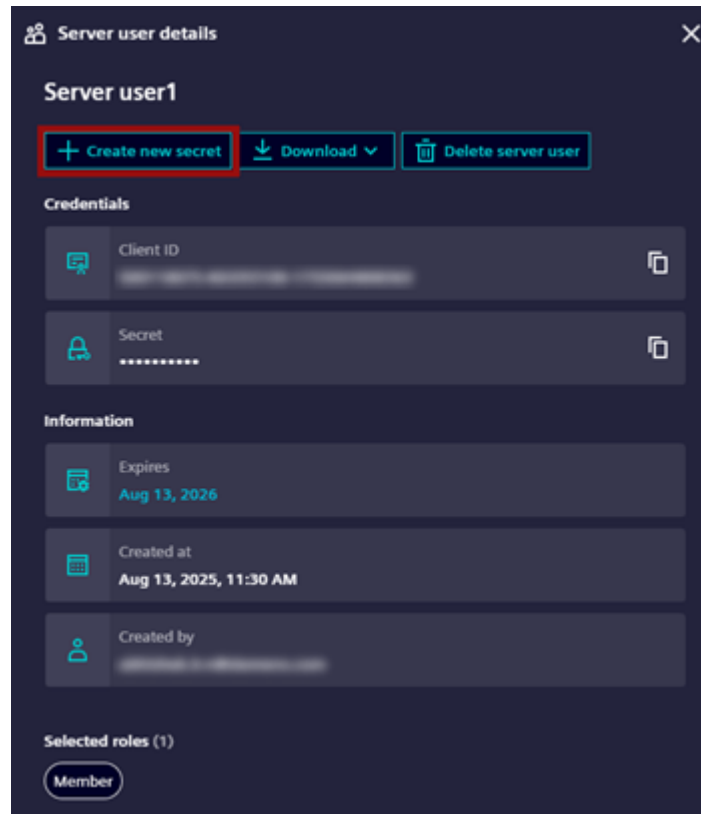 Server user details
Server user1
Create new secret
Download
Delete server user
Credentials
Client ID
Secret
••••••••••
Information
Expires
Aug 13, 2026
Created at
Aug 13, 2025, 11:30 AM
Created by
Selected roles (1)
Member